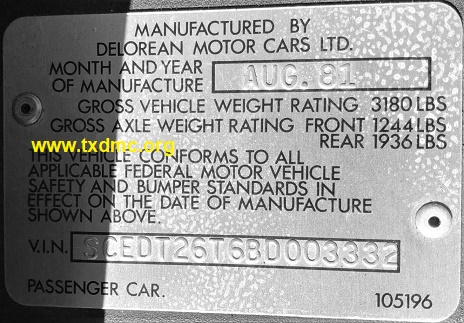 MANUFACTURED BY
DELOREAN MOTOR CARS LTD.
MONTH AND YEAR
OF MANUFACTURE AUG. 81
GROSS VEHICLE WEIGHT RATING 3180 LBS
GROSS AXLE WEIGHT RATING FRONT 1244 LBS
REAR 1936 LBS
www.txdmc.org
THIS VEHICLE CONFORMS TO ALL
APPLICABLE FEDERAL MOTOR VEHICLE
SAFETY AND BUMPER STANDARDS IN
EFFECT ON THE DATE OF MANUFACTURE
SHOWN ABOVE.
V.I.N. SCEDT26T6BD003332
PASSENGER CAR. 105196